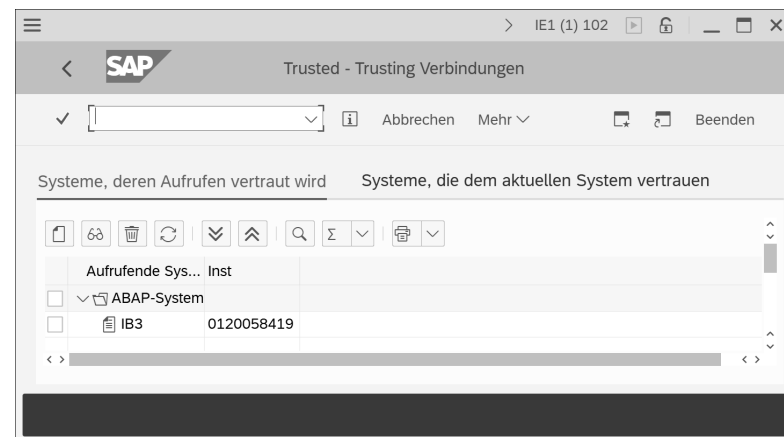 IE1 (1) 102
SAP
Trusted - Trusting Verbindungen
Abbrechen Mehr Beenden
Systeme, deren Aufrufen vertraut wird Systeme, die dem aktuellen System vertrauen
Σ
Aufrufende Sys... Inst
ABAP-System
IB3 0120058419